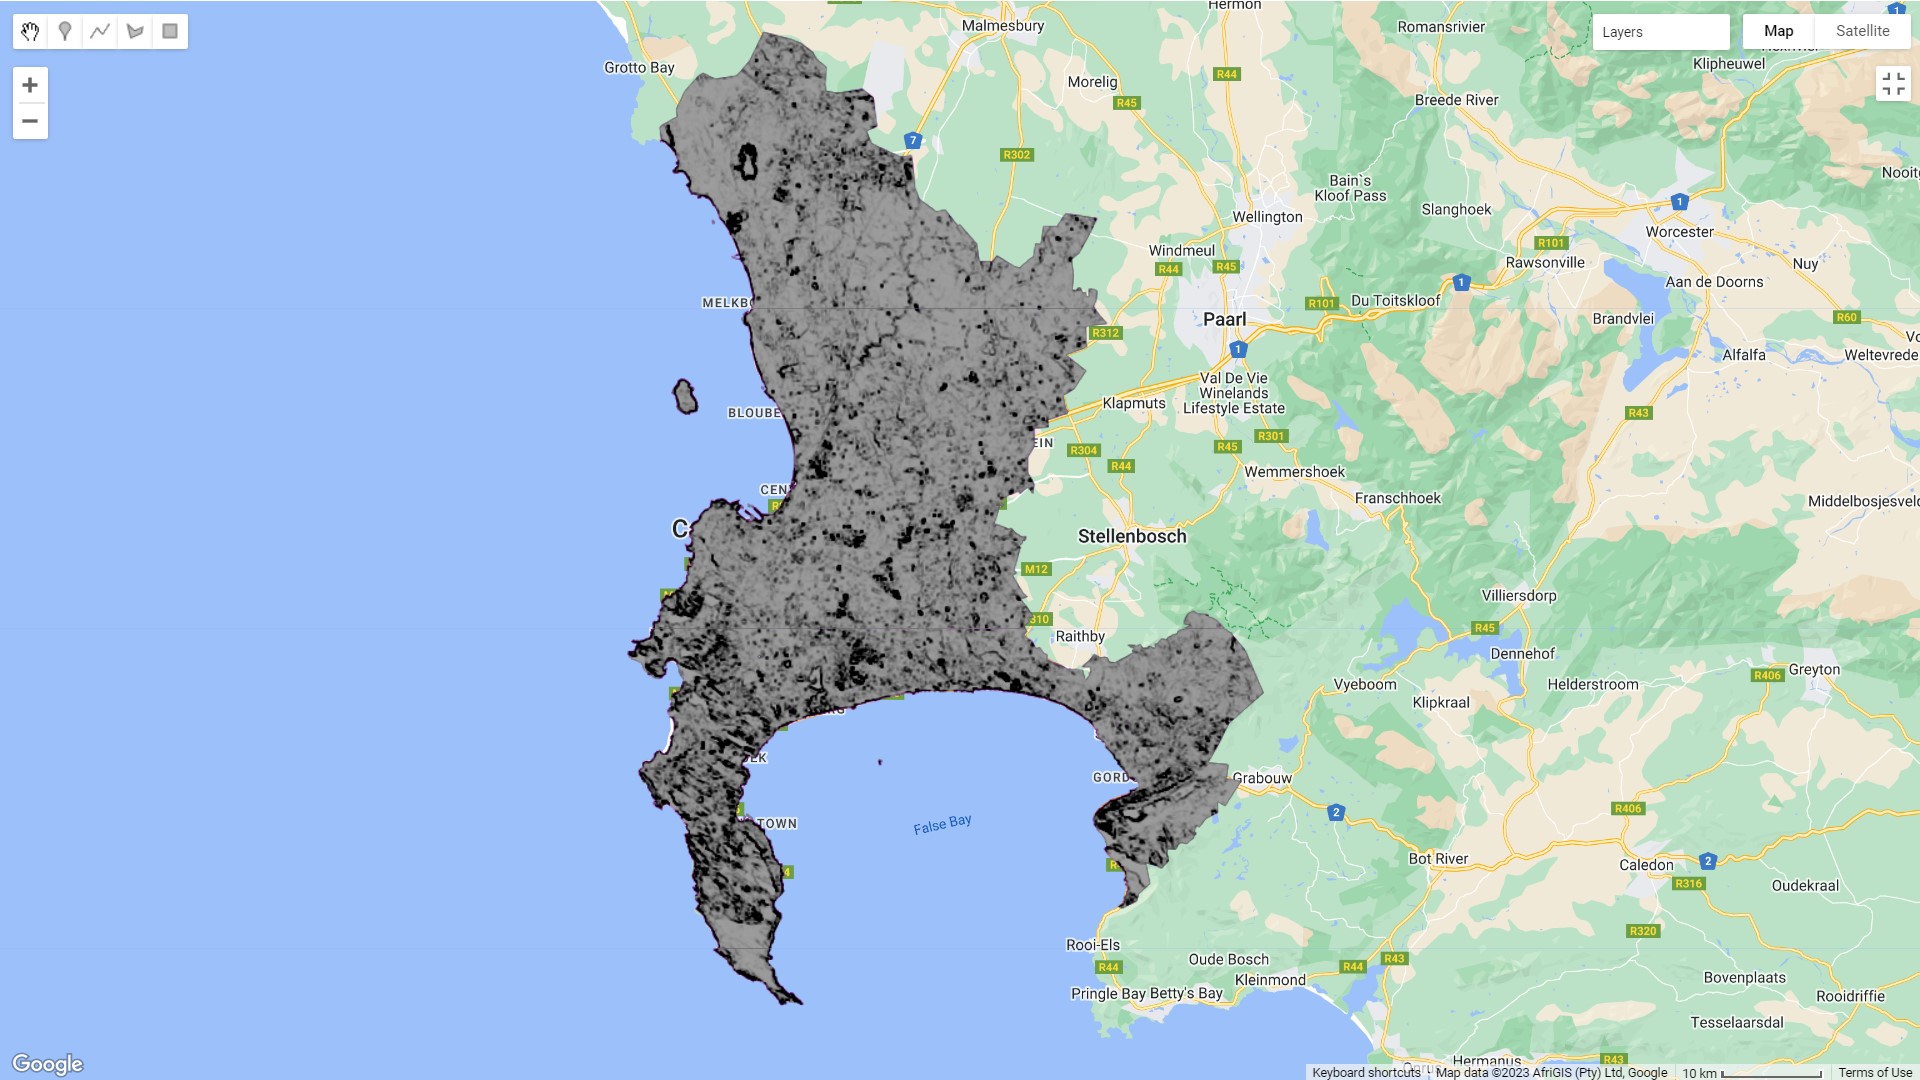 Hermon
Malmesbury
Romansrivier
1
Layers
Map
Satellite
Klipheuwel
Grotto Bay
R44
Morelig
R45
Breede River
7
R302
Bain`s
Kloof Pass
Nooitg
Slanghoek
1
Wellington
Worcester
Windmeul
R101
R44
R45
Rawsonville
Nuy
1
Aan de Doorns
MELKBO
R101
Du Toitskloof
Paarl
Brandvlei
R60
R312
1
Alfalfa
Weltevrede
Val De Vie
Winelands
Lifestyle Estate
Klapmuts
BLOUBE
R43
R301
EIN
R304
R45
R44
Wemmershoek
CEN
Franschhoek
Middelbosjesveld
R
C
Stellenbosch
M12
Villiersdorp
310
Raithby
R45
Dennehof
Greyton
R406
Vyeboom
Helderstroom
Klipkraal
LK
GORD
Grabouw
2
R406
TOWN
False Bay
4
R
Bot River
Caledon
2
R316
Oudekraal
R320
Rooi-Els
R44
Oude Bosch
R44
R43
Kleinmond
Bovenplaats
Pringle Bay
Betty's Bay
Rooidriffie
Tesselaarsdal
Hermanus
R43
Google
Keyboard shortcuts
Map data ©2023 AfriGIS (Pty) Ltd, Google
10 km
Terms of Use